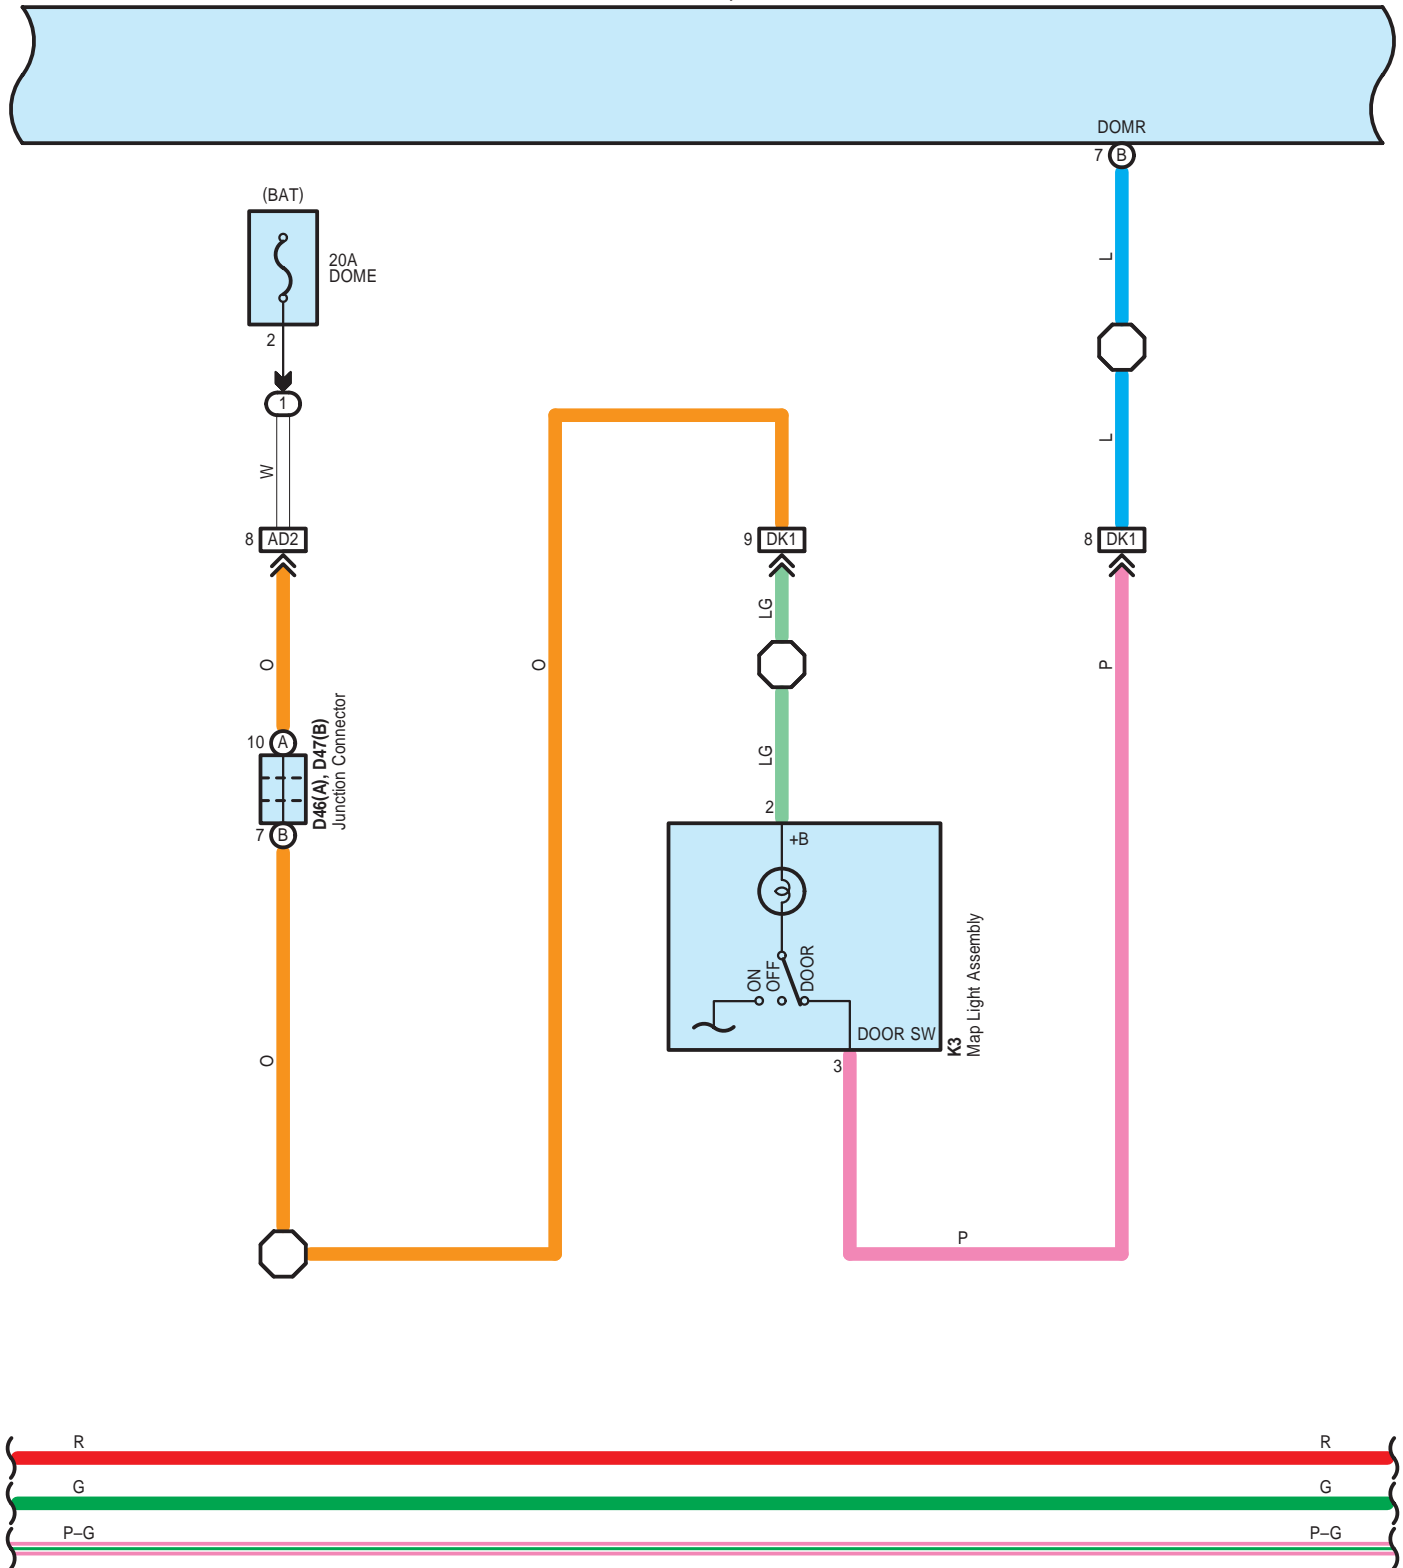 DOMR
7 B
(BAT)
20A
DOME
L
2
1
L
W
8 AD2
9 DK1
8 DK1
LG
O
O
P
D46(A), D47(B)
Junction Connector
10 A
LG
7 B
2
+B
ON
OFF
DOOR
DOOR SW
K3
Map Light Assembly
3
O
P
R
R
G
G
P–G
P–G